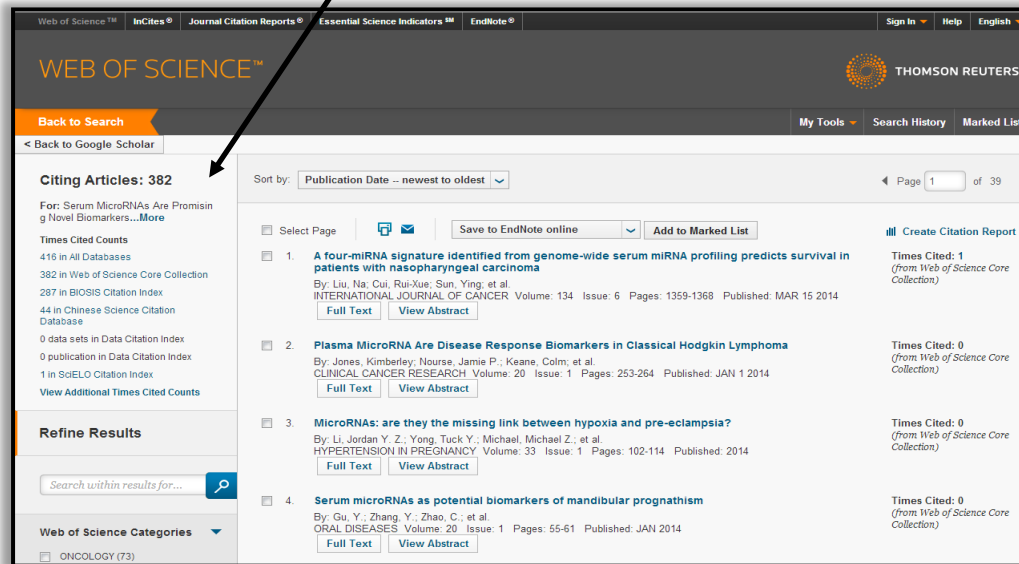 Web of Science™ InCites® Journal Citation Reports® Essential Science Indicators ℠ EndNote® Sign In Help English
WEB OF SCIENCE™
THOMSON REUTERS
Back to Search
My Tools Search History Marked List
< Back to Google Scholar
Citing Articles: 382
For: Serum MicroRNAs Are Promisin
g Novel Biomarkers...More
Times Cited Counts
416 in All Databases
382 in Web of Science Core Collection
287 in BIOSIS Citation Index
44 in Chinese Science Citation
Database
0 data sets in Data Citation Index
0 publication in Data Citation Index
1 in SciELO Citation Index
View Additional Times Cited Counts
Refine Results
Search within results for...
Web of Science Categories
ONCOLOGY (73)
Sort by: Publication Date -- newest to oldest
Page 1 of 39
Select Page Save to EndNote online Add to Marked List
Create Citation Report
1. A four-miRNA signature identified from genome-wide serum miRNA profiling predicts survival in
patients with nasopharyngeal carcinoma
By: Liu, Na; Cui, Rui-Xue; Sun, Ying; et al.
INTERNATIONAL JOURNAL OF CANCER Volume: 134 Issue: 6 Pages: 1359-1368 Published: MAR 15 2014
Full Text View Abstract
Times Cited: 1
(from Web of Science Core
Collection)
2. Plasma MicroRNA Are Disease Response Biomarkers in Classical Hodgkin Lymphoma
By: Jones, Kimberley; Nourse, Jamie P.; Keane, Colm; et al.
CLINICAL CANCER RESEARCH Volume: 20 Issue: 1 Pages: 253-264 Published: JAN 1 2014
Full Text View Abstract
Times Cited: 0
(from Web of Science Core
Collection)
3. MicroRNAs: are they the missing link between hypoxia and pre-eclampsia?
By: Li, Jordan Y. Z.; Yong, Tuck Y.; Michael, Michael Z.; et al.
HYPERTENSION IN PREGNANCY Volume: 33 Issue: 1 Pages: 102-114 Published: 2014
Full Text View Abstract
Times Cited: 0
(from Web of Science Core
Collection)
4. Serum microRNAs as potential biomarkers of mandibular prognathism
By: Gu, Y.; Zhang, Y.; Zhao, C.; et al.
ORAL DISEASES Volume: 20 Issue: 1 Pages: 55-61 Published: JAN 2014
Full Text View Abstract
Times Cited: 0
(from Web of Science Core
Collection)